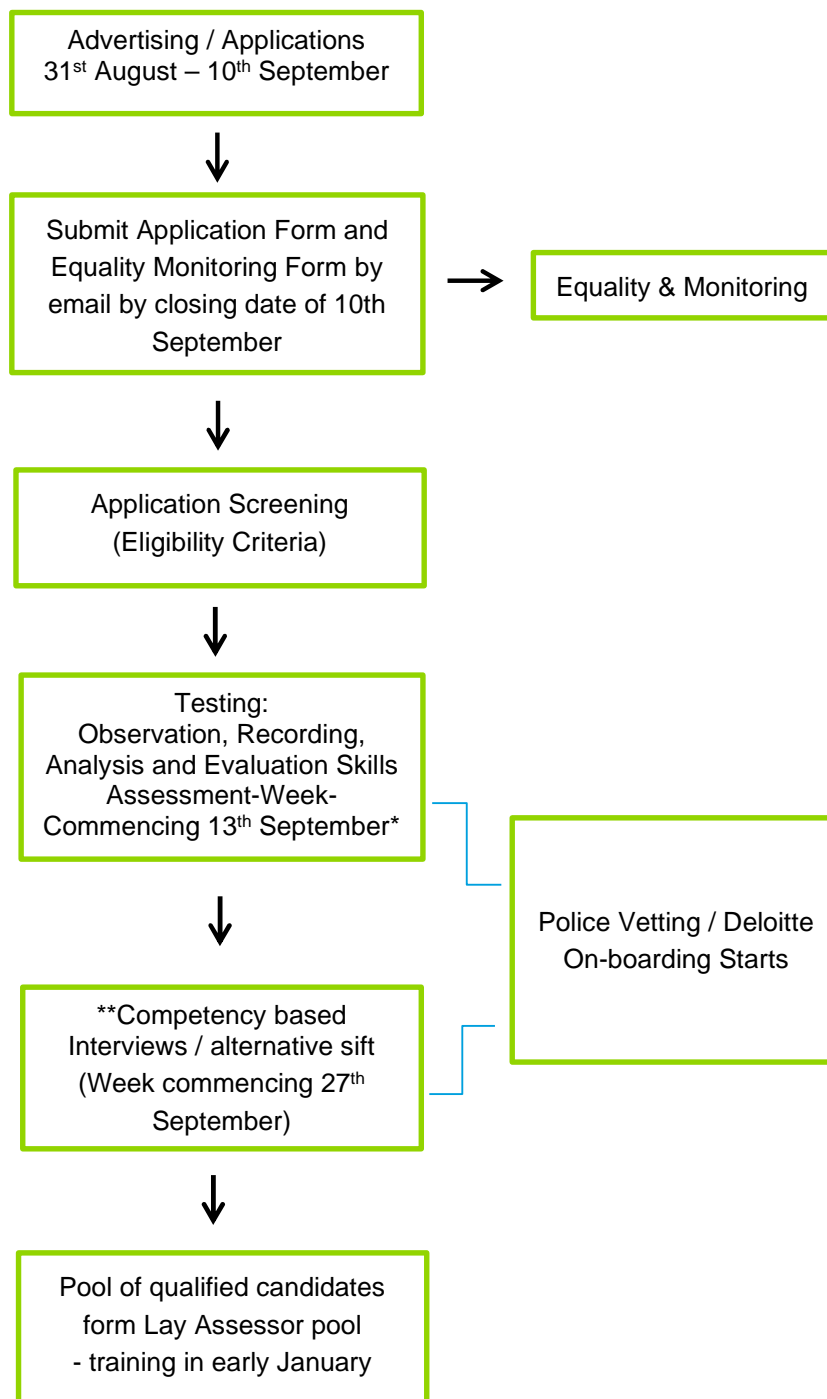 Advertising / Applications
31st August – 10th September
Submit Application Form and
Equality Monitoring Form by
email by closing date of 10th
September
Equality & Monitoring
Application Screening
(Eligibility Criteria)
Testing:
Observation, Recording,
Analysis and Evaluation Skills
Assessment-Week-
Commencing 13th September*
Police Vetting / Deloitte
On-boarding Starts
**Competency based
Interviews / alternative sift
(Week commencing 27th
September)
Pool of qualified candidates
form Lay Assessor pool
- training in early January